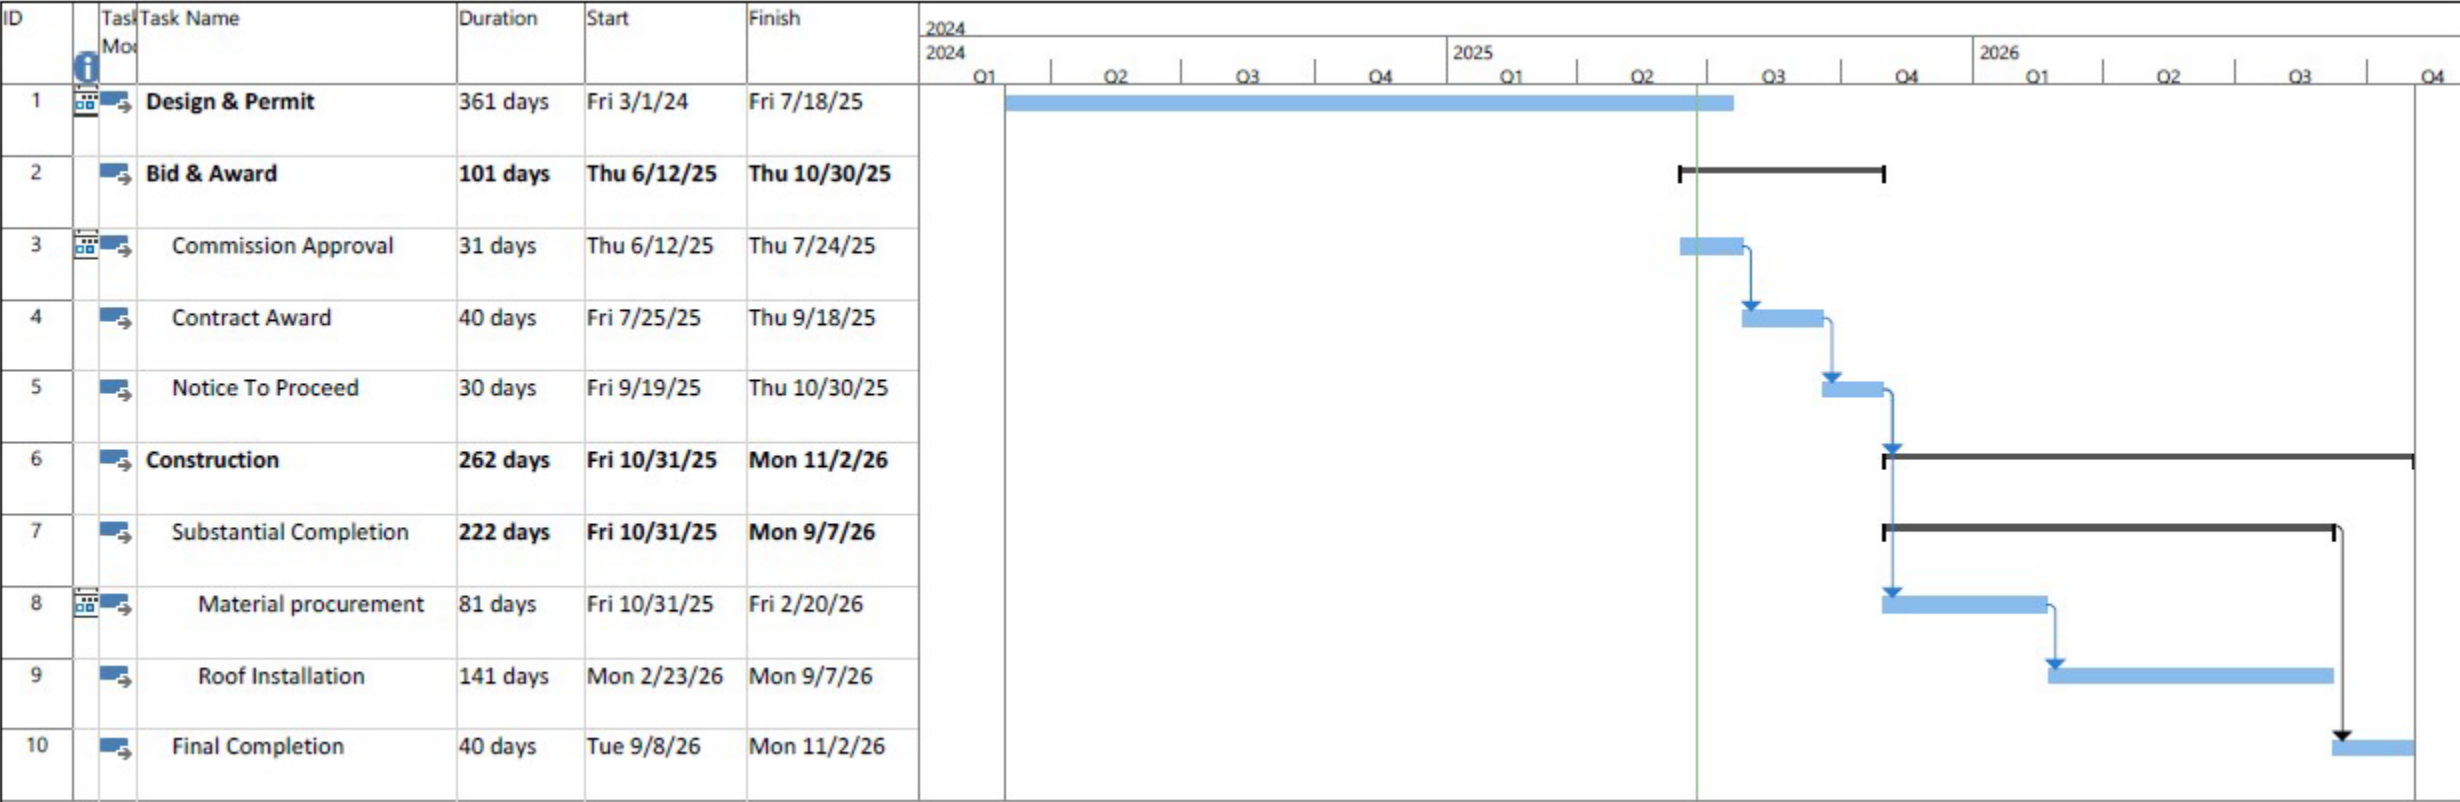 ID Task Task Name Duration Start Finish
Mod
2024
2024 2025 2026
Q1 Q2 Q3 Q4 Q1 Q2 Q3 Q4 Q1 Q2 Q3 Q4
1 Design & Permit 361 days Fri 3/1/24 Fri 7/18/25
2 Bid & Award 101 days Thu 6/12/25 Thu 10/30/25
3 Commission Approval 31 days Thu 6/12/25 Thu 7/24/25
4 Contract Award 40 days Fri 7/25/25 Thu 9/18/25
5 Notice To Proceed 30 days Fri 9/19/25 Thu 10/30/25
6 Construction 262 days Fri 10/31/25 Mon 11/2/26
7 Substantial Completion 222 days Fri 10/31/25 Mon 9/7/26
8 Material procurement 81 days Fri 10/31/25 Fri 2/20/26
9 Roof Installation 141 days Mon 2/23/26 Mon 9/7/26
10 Final Completion 40 days Tue 9/8/26 Mon 11/2/26